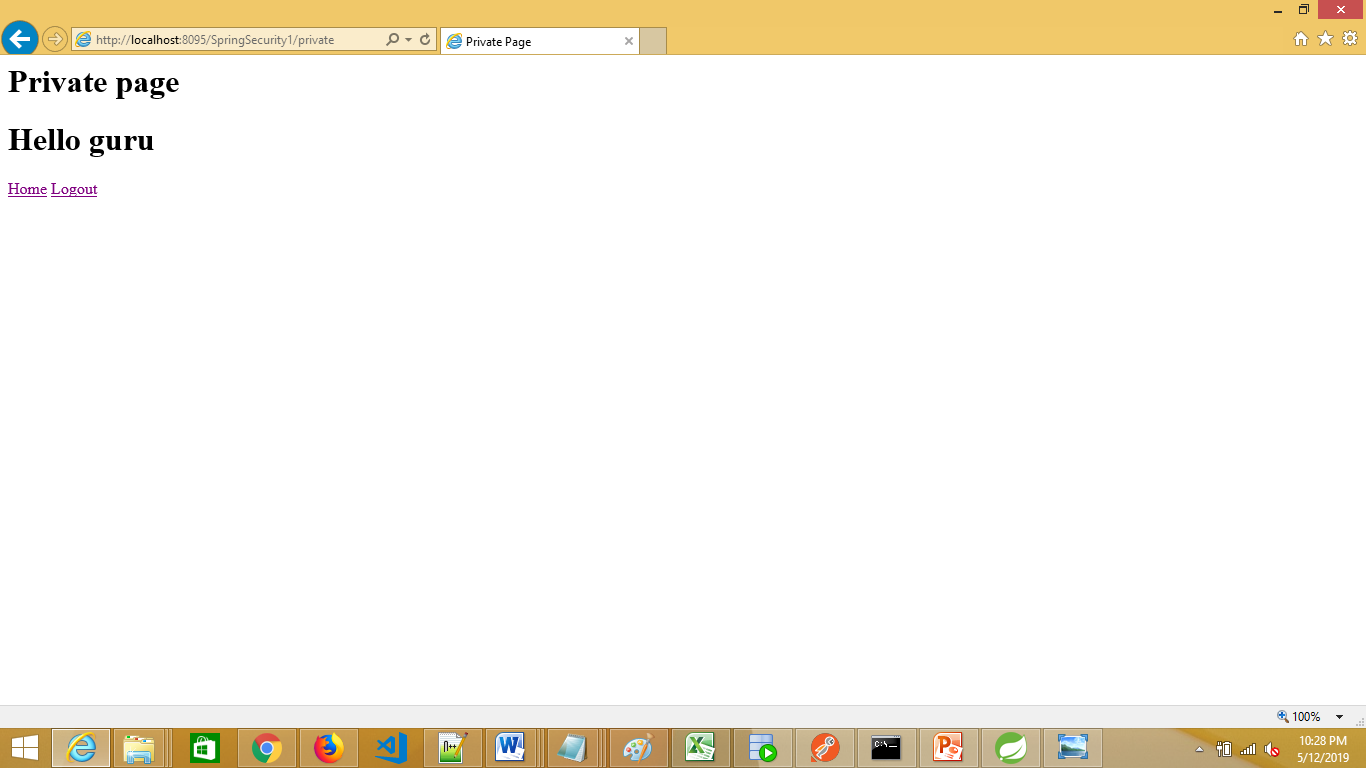 http://localhost:8095/SpringSecurity1/private
Private Page
Private page
Hello guru
Home Logout
100%
N++
C:\
10:28 PM
5/12/2019